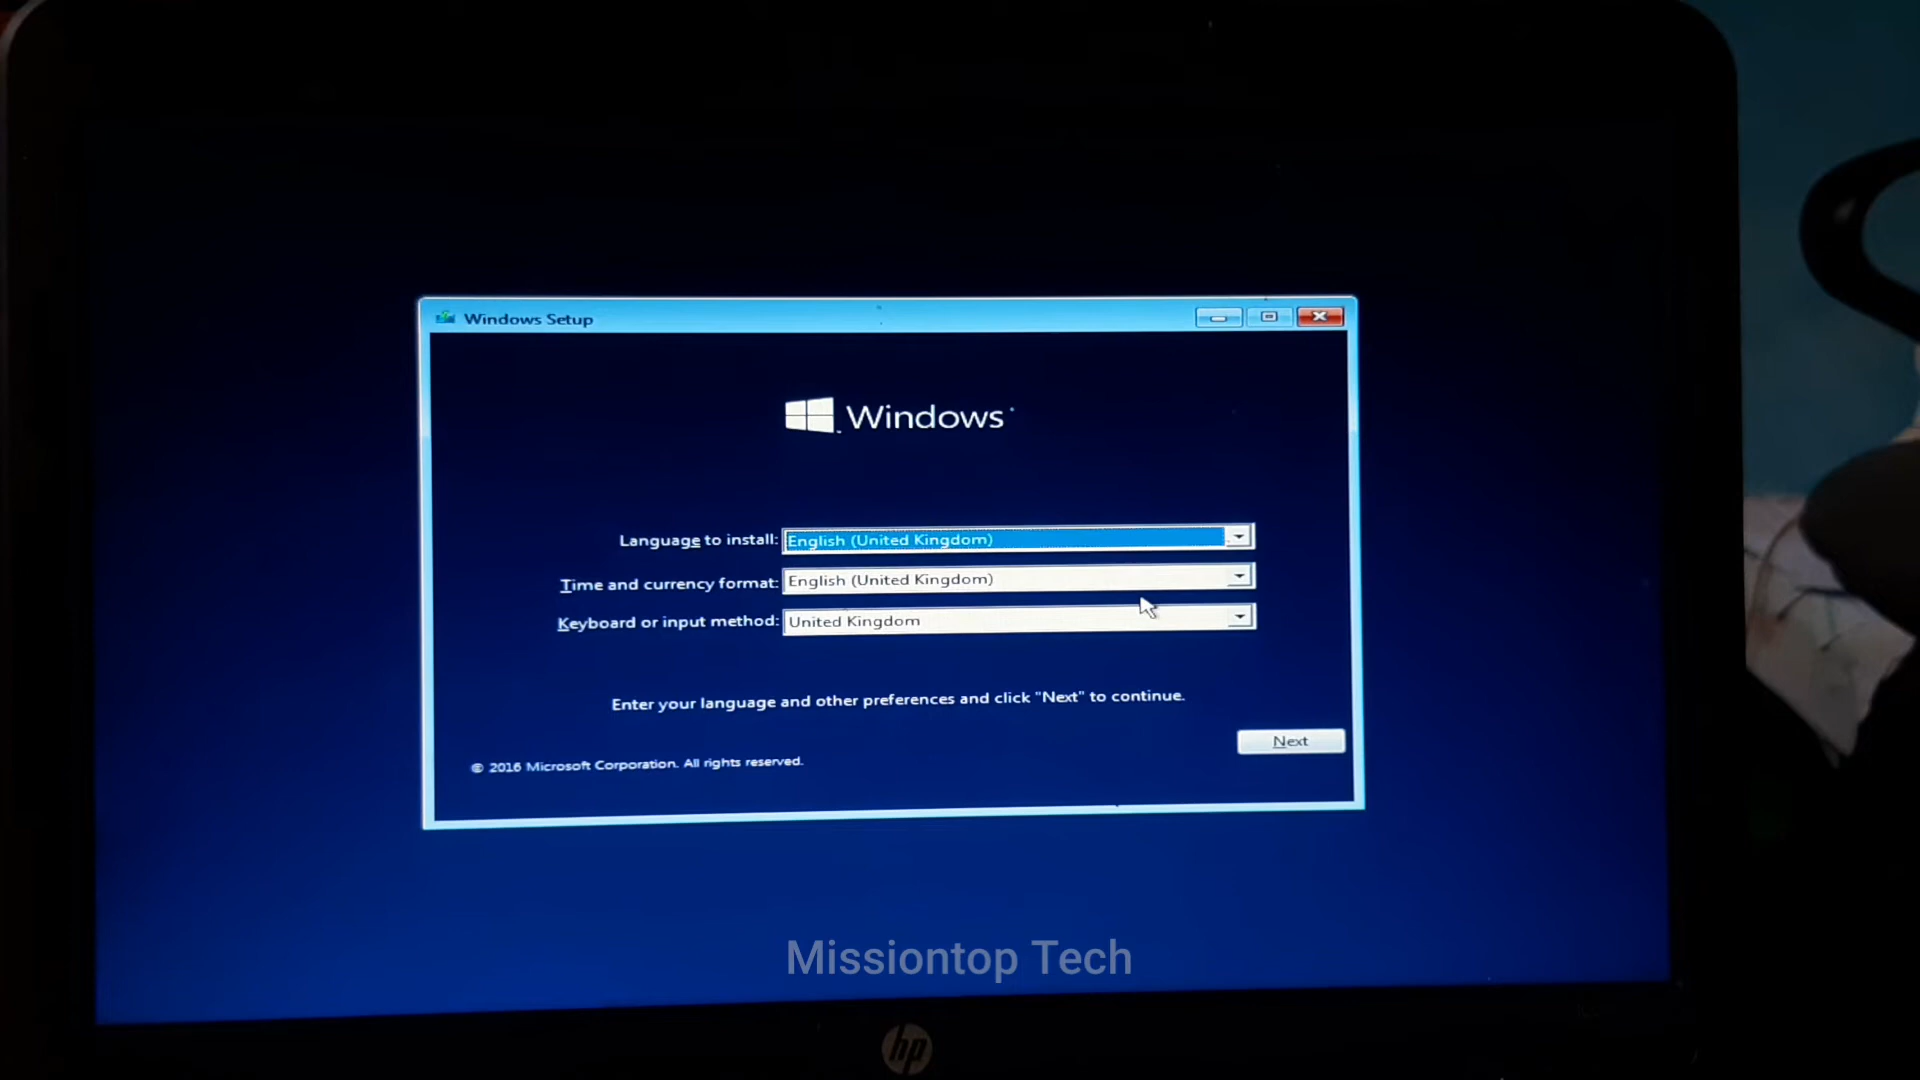 Windows Setup
Windows
Language to install: English (United Kingdom)
Time and currency format: English (United Kingdom)
Keyboard or input method: United Kingdom
Enter your language and other preferences and click "Next" to continue.
Next
© 2016 Microsoft Corporation. All rights reserved.
Missiontop Tech
hp